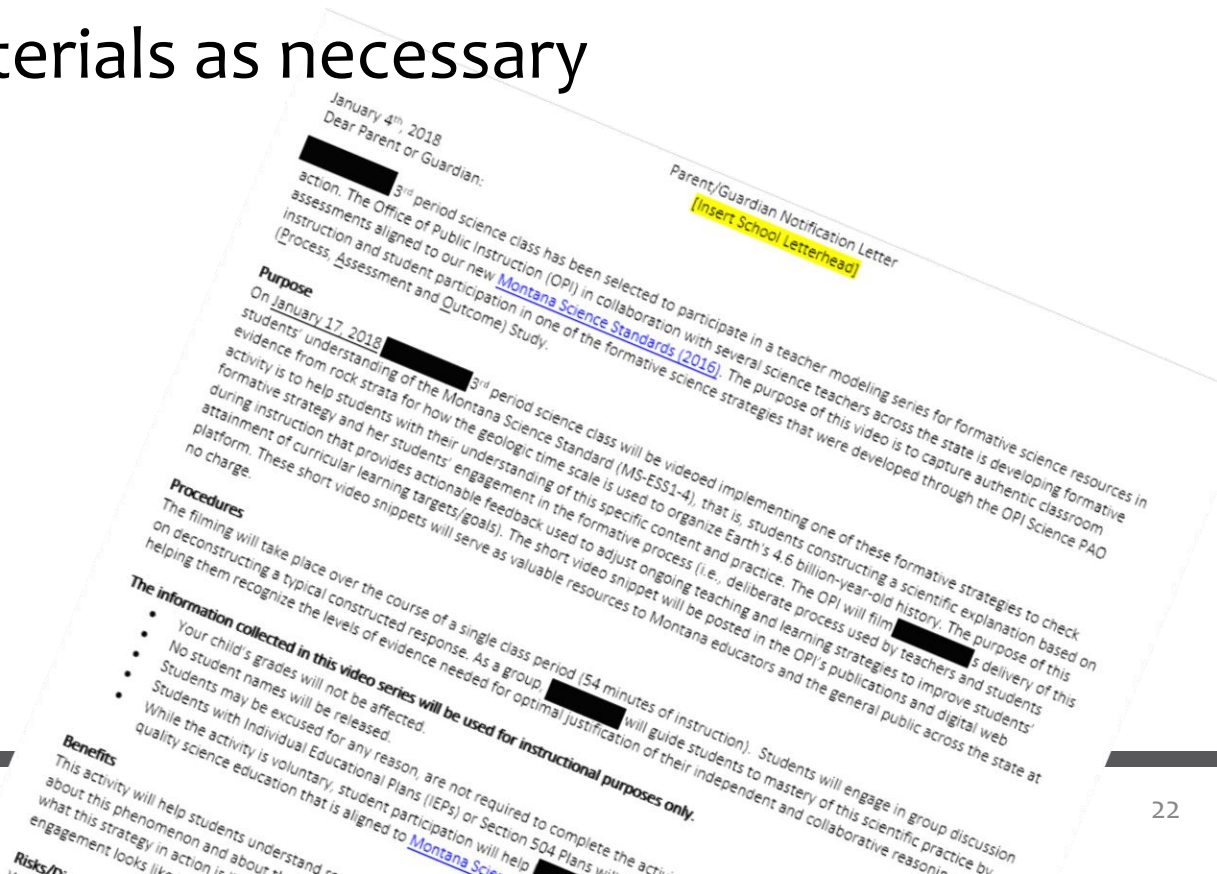 terials as necessary
Parent/Guardian Notification Letter
[Insert School Letterhead]
January 4th, 2018
Dear Parent or Guardian:
3rd period science class has been selected to participate in a teacher modeling series for formative science resources in
action. The Office of Public Instruction (OPI) in collaboration with several science teachers across the state is developing formative
assessments aligned to our new Montana Science Standards (2016). The purpose of this video is to capture authentic classroom
instruction and student participation in one of the formative science strategies that were developed through the OPI Science PAO
(Process, Assessment and Outcome) Study.
Purpose
On January 17, 2018 3rd period science class will be videoed implementing one of these formative strategies to check
students' understanding of the Montana Science Standard (MS-ESS1-4), that is, students constructing a scientific explanation based on
evidence from rock strata for how the geologic time scale is used to organize Earth's 4.6 billion-year-old history. The purpose of this
activity is to help students with their understanding of this specific content and practice. The OPI will film s delivery of this
formative strategy and her students' engagement in the formative process (i.e., deliberate process used by teachers and students
during instruction that provides actionable feedback used to adjust ongoing teaching and learning strategies to improve students'
attainment of curricular learning targets/goals). The short video snippet will be posted in the OPI's publications and digital web
platform. These short video snippets will serve as valuable resources to Montana educators and the general public across the state at
no charge.
Procedures
The filming will take place over the course of a single class period (54 minutes of instruction). Students will engage in group discussion
on deconstructing a typical constructed response. As a group, will guide students to mastery of this scientific practice by
helping them recognize the levels of evidence needed for optimal justification of their independent and collaborative reasoning
The information collected in this video series will be used for instructional purposes only.
• Your child's grades will not be affected.
• No student names will be released.
• Students may be excused for any reason, are not required to complete the activi
• Students with Individual Educational Plans (IEPs) or Section 504 Plans wil
• While the activity is voluntary, student participation will help
quality science education that is aligned to Montana Scie
Benefits
This activity will help students understand
about this phenomenon and about
what this strategy in action is
engagement looks lik
Risks/Di
22